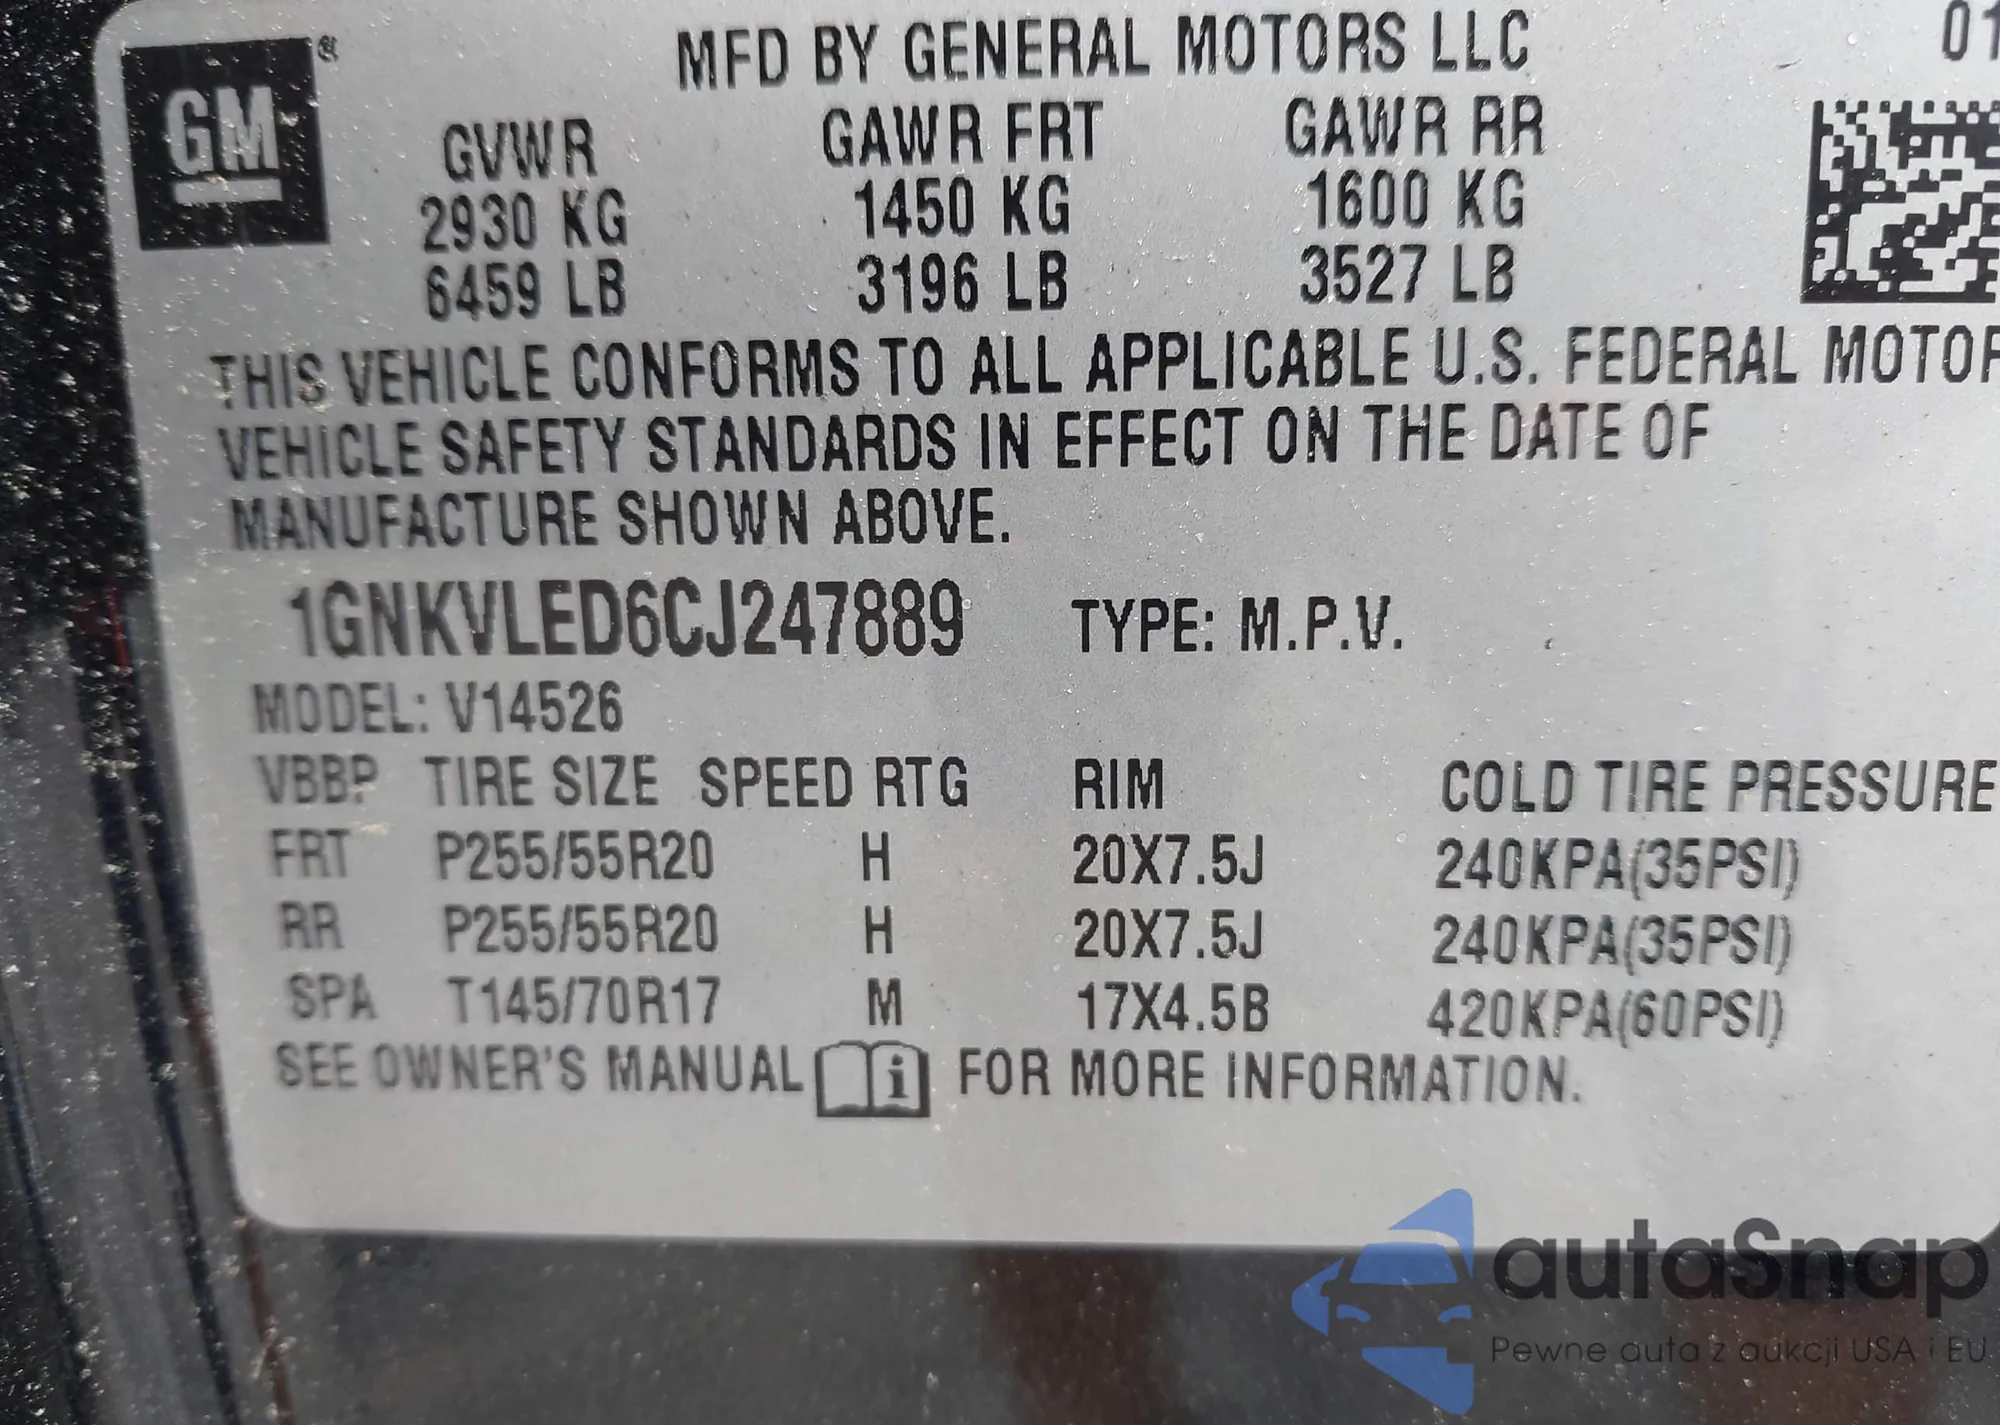 GM®
MFD BY GENERAL MOTORS LLC 01
GVWR GAWR FRT GAWR RR
2930 KG 1450 KG 1600 KG
6459 LB 3196 LB 3527 LB
THIS VEHICLE CONFORMS TO ALL APPLICABLE U.S. FEDERAL MOTOR
VEHICLE SAFETY STANDARDS IN EFFECT ON THE DATE OF
MANUFACTURE SHOWN ABOVE.
1GNKVLED6CJ247889 TYPE: M.P.V.
MODEL: V14526
VBBP TIRE SIZE SPEED RTG RIM COLD TIRE PRESSURE
FRT P255/55R20 H 20X7.5J 240KPA(35PSI)
RR P255/55R20 H 20X7.5J 240KPA(35PSI)
SPA T145/70R17 M 17X4.5B 420KPA(60PSI)
SEE OWNER'S MANUAL i FOR MORE INFORMATION.
autaSnap
Pewne auta z aukcji USA i EU